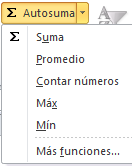 Σ Autosuma
Σ Suma
Promedio
Contar números
Máx
Mín
Más funciones...